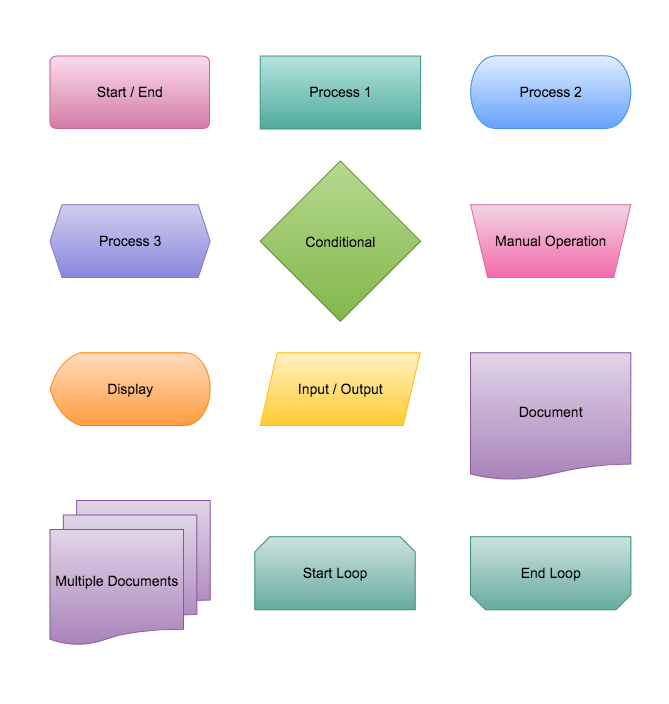 Start / End
Process 1
Process 2
Process 3
Conditional
Manual Operation
Display
Input / Output
Document
Multiple Documents
Start Loop
End Loop